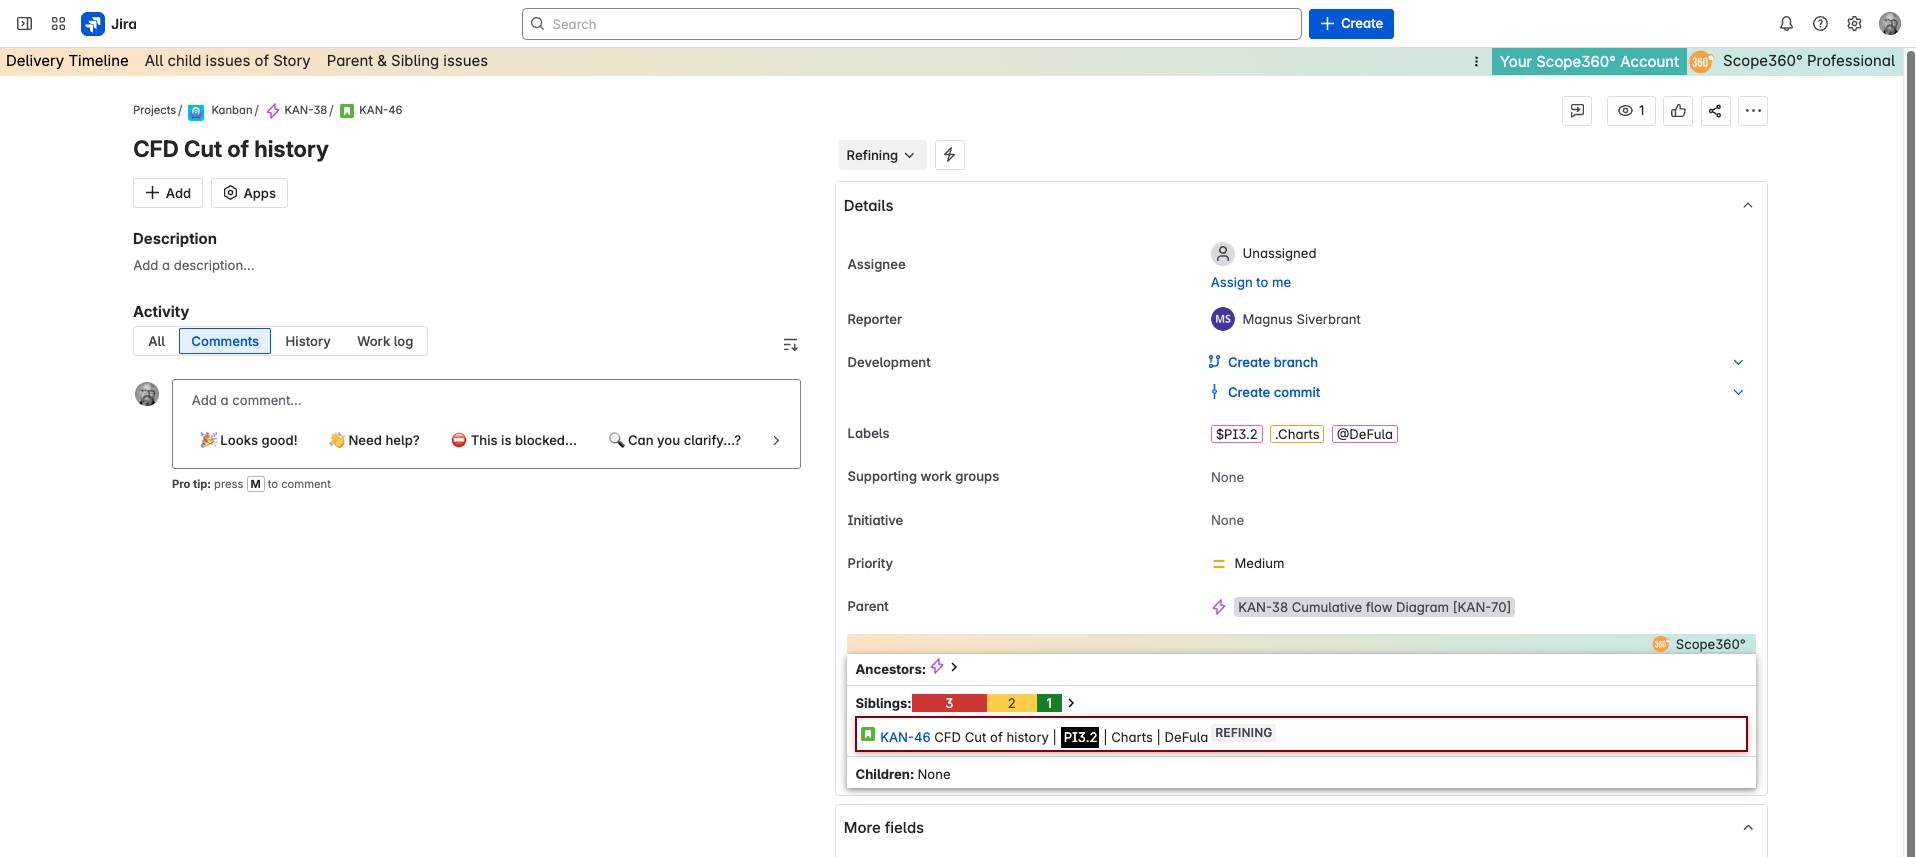 Jira
Search
Create
Delivery Timeline All child issues of Story Parent & Sibling issues
Your Scope360° Account 360° Scope360° Professional
Projects / Kanban / KAN-38 / KAN-46
1
CFD Cut of history
Refining
Add Apps
Details
Description
Add a description...
Assignee
Unassigned
Assign to me
Activity
All Comments History Work log
Reporter
MS Magnus Siverbrant
Development
Create branch
Create commit
Add a comment...
Looks good! Need help? This is blocked... Can you clarify...?
Pro tip: press M to comment
Labels
$PI3.2 .Charts @DeFula
Supporting work groups
None
Initiative
None
Priority
Medium
Parent
KAN-38 Cumulative flow Diagram [KAN-70]
360° Scope360°
Ancestors:
Siblings: 3 2 1
KAN-46 CFD Cut of history | PI3.2 | Charts | DeFula REFINING
Children: None
More fields